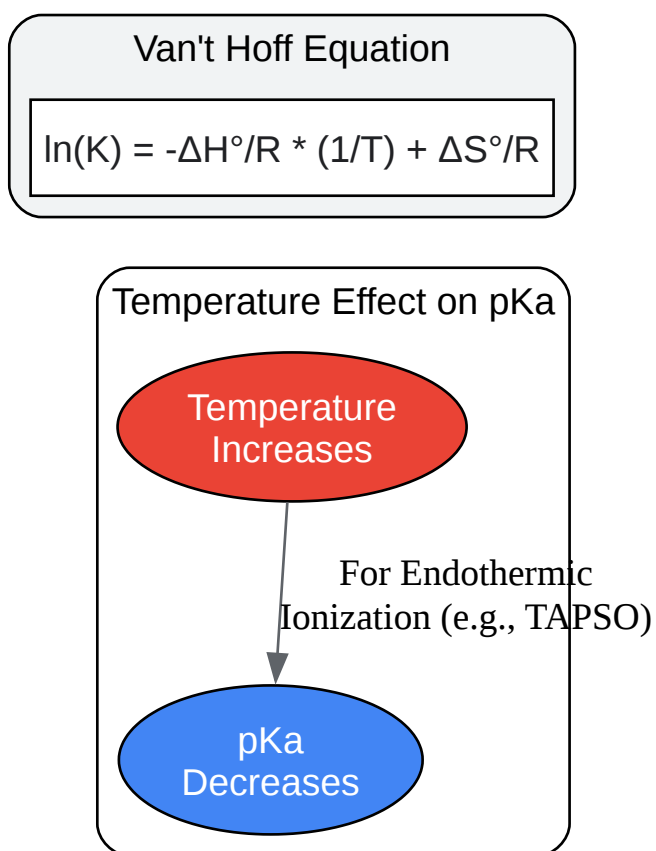 Van't Hoff Equation
ln(K) = -ΔH°/R * (1/T) + ΔS°/R
Temperature Effect on pKa
Temperature
Increases
For Endothermic
Ionization (e.g., TAPSO)
pKa
Decreases